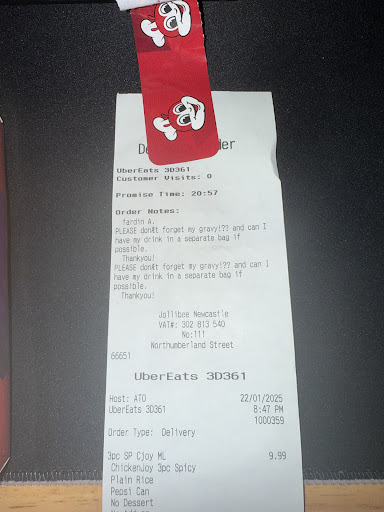 UberEats 3D361
Customer Visits: 0
Promise Time: 20:57
Order Notes:
fardin A.
PLEASE don£t forget my gravy!?? and can I
have my drink in a separate bag if
possible.
Thankyou!
PLEASE don£t forget my gravy!?? and can I
have my drink in a separate bag if
possible.
Thankyou!
Jollibee Newcastle
VAT#: 302 813 540
No:111
Northumberland Street
66651
UberEats 3D361
Host: ATO 22/01/2025
UberEats 3D361 8:47 PM
1000359
Order Type: Delivery
3pc SP Cjoy ML 9.99
ChickenJoy 3pc Spicy
Plain Rice
Pepsi Can
No Dessert